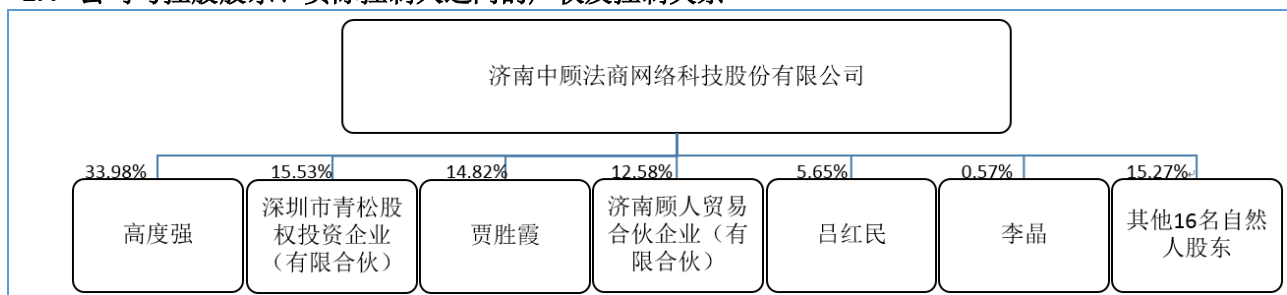 济南中顾法商网络科技股份有限公司
33.98%
15.53%
14.82%
12.58%
5.65%
0.57%
15.27%
高度强
深圳市青松股
权投资企业
（有限合伙）
贾胜霞
济南顾人贸易
合伙企业（有
限合伙）
吕红民
李晶
其他16名自然
人股东